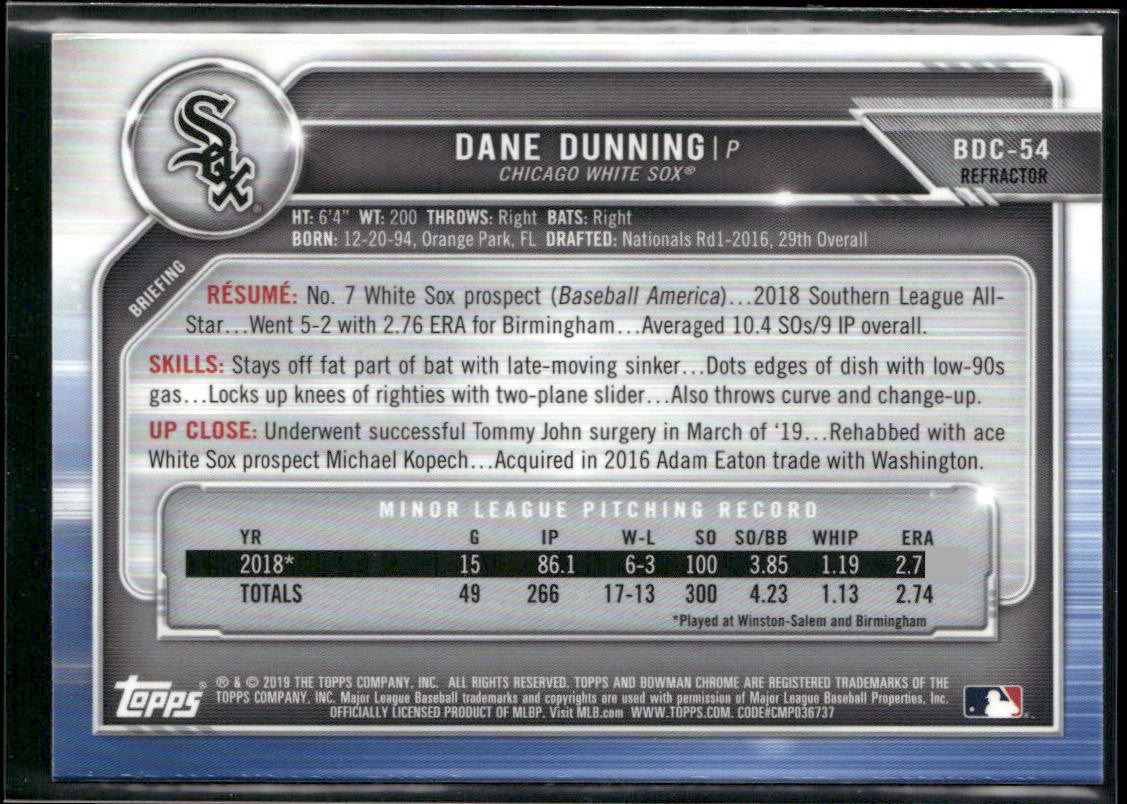 Sox
DANE DUNNING | P
CHICAGO WHITE SOX®
BDC-54
REFRACTOR
HT: 6'4" WT: 200 THROWS: Right BATS: Right
BORN: 12-20-94, Orange Park, FL DRAFTED: Nationals Rd1-2016, 29th Overall
BRIEFING
RÉSUMÉ: No. 7 White Sox prospect (Baseball America)...2018 Southern League All-
Star...Went 5-2 with 2.76 ERA for Birmingham...Averaged 10.4 SOs/9 IP overall.
SKILLS: Stays off fat part of bat with late-moving sinker...Dots edges of dish with low-90s
gas...Locks up knees of righties with two-plane slider...Also throws curve and change-up.
UP CLOSE: Underwent successful Tommy John surgery in March of '19...Rehabbed with ace
White Sox prospect Michael Kopech...Acquired in 2016 Adam Eaton trade with Washington.
MINOR LEAGUE PITCHING RECORD
YR G IP W-L SO SO/BB WHIP ERA
2018* 15 86.1 6-3 100 3.85 1.19 2.7
TOTALS 49 266 17-13 300 4.23 1.13 2.74
*Played at Winston-Salem and Birmingham
Topps®
® & © 2019 THE TOPPS COMPANY, INC. ALL RIGHTS RESERVED. TOPPS AND BOWMAN CHROME ARE REGISTERED TRADEMARKS OF THE
TOPPS COMPANY, INC. Major League Baseball trademarks and copyrights are used with permission of Major League Baseball Properties, Inc.
OFFICIALLY LICENSED PRODUCT OF MLBP. Visit MLB.com WWW.TOPPS.COM. CODE#CMP036737